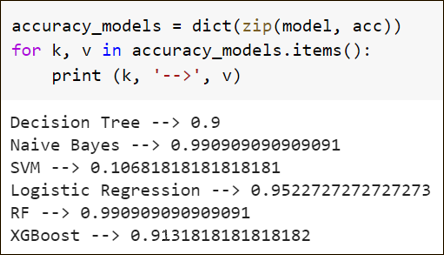 accuracy_models = dict(zip(model, acc))
for k, v in accuracy_models.items():
    print (k, '-->', v)
Decision Tree --> 0.9
Naive Bayes --> 0.990909090909091
SVM --> 0.10681818181818181
Logistic Regression --> 0.9522727272727273
RF --> 0.990909090909091
XGBoost --> 0.9131818181818182